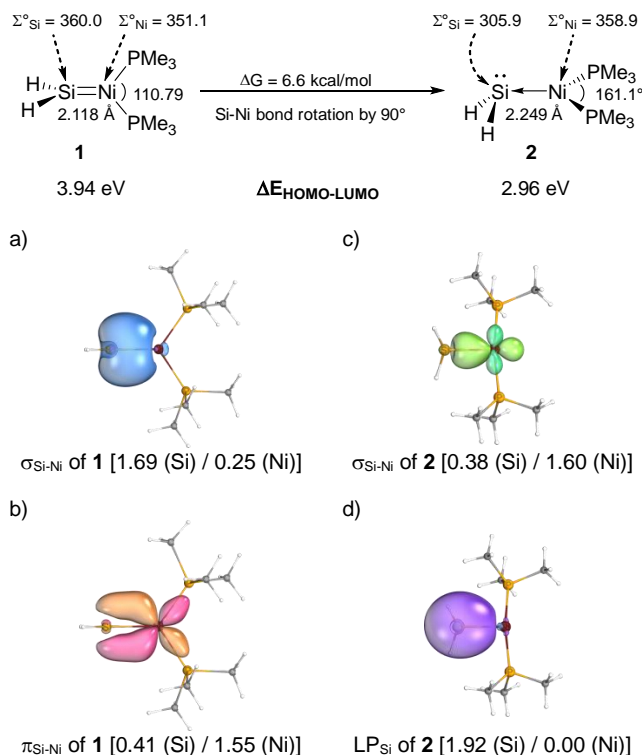 Σ°Si = 360.0 Σ°Ni = 351.1 Σ°Si = 305.9 Σ°Ni = 358.9
PMe3 PMe3
H H Si Ni 110.79 ΔG = 6.6 kcal/mol Si Ni 161.1°
2.118 Å PMe3 Si-Ni bond rotation by 90° H H 2.249 Å PMe3
1 2
3.94 eV ΔEHOMO-LUMO 2.96 eV
a) c)
σSi-Ni of 1 [1.69 (Si) / 0.25 (Ni)] σSi-Ni of 2 [0.38 (Si) / 1.60 (Ni)]
b) d)
πSi-Ni of 1 [0.41 (Si) / 1.55 (Ni)] LPSi of 2 [1.92 (Si) / 0.00 (Ni)]